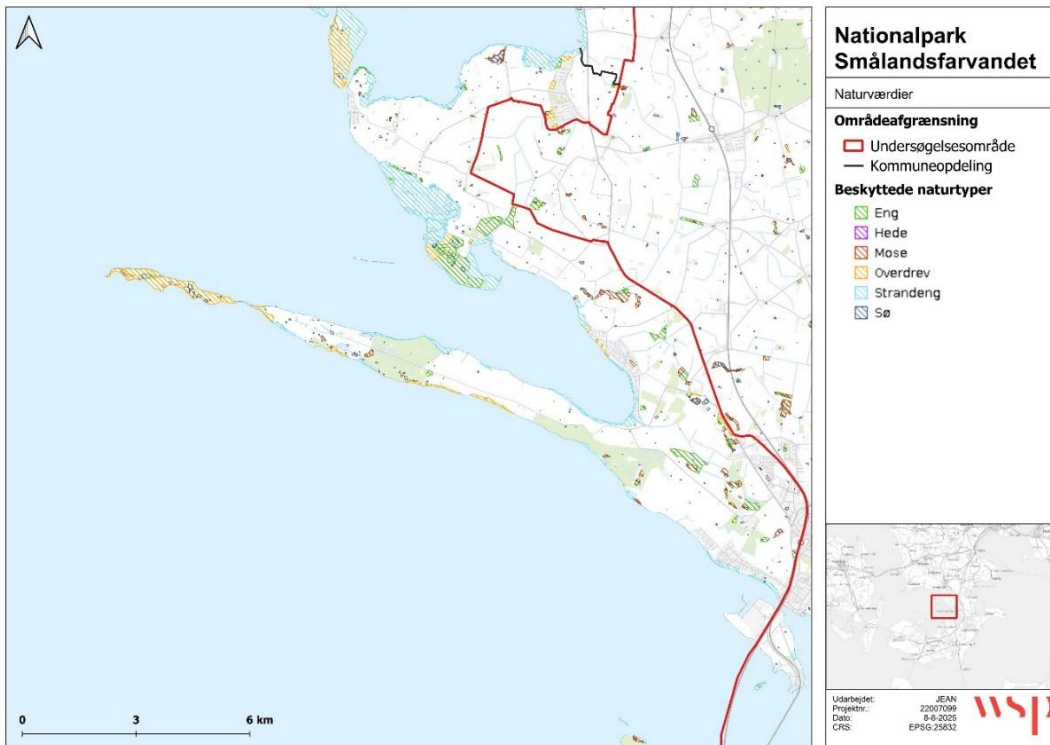 Nationalpark
Smålandsfarvandet
Naturværdier
Områdeafgrænsning
Undersøgelsesområde
Kommuneopdeling
Beskyttede naturtyper
Eng
Hede
Mose
Overdrev
Strandeng
Sø
0 3 6 km
Udarbejdet: JEAN
Projektnr.: 22007099
Dato: 8-8-2025
CRS: EPSG:25832
wsp